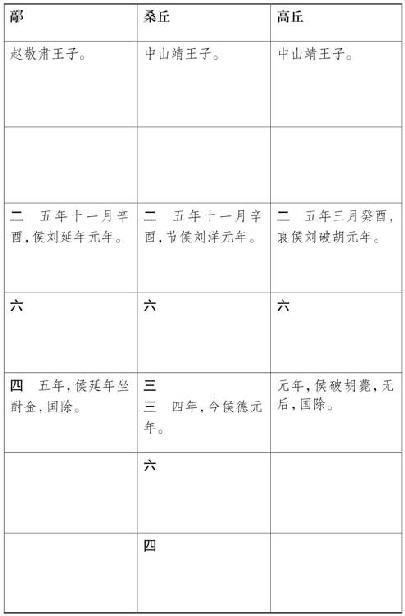 鄗
桑丘
高丘
赵敬肃王子。
中山靖王子。
中山靖王子。
二　五年十一月辛
酉,侯刘延年元年。
二　五年十一月辛
酉,节侯刘洋元年。
二　五年三月癸酉,
哀侯刘破胡元年。
六
六
六
四　五年,侯延年坐
酎金,国除。
三
三　四年,今侯德元
年。
元年,侯破胡薨,无
后,国除。
六
四